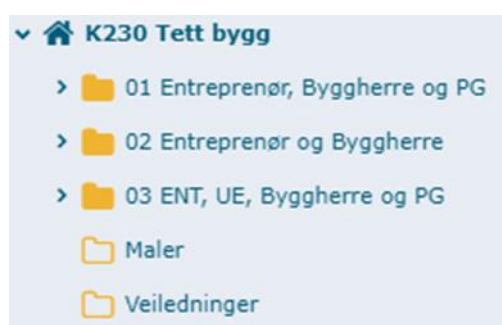 K230 Tett bygg
01 Entreprenør, Byggherre og PG
02 Entreprenør og Byggherre
03 ENT, UE, Byggherre og PG
Maler
Veiledninger